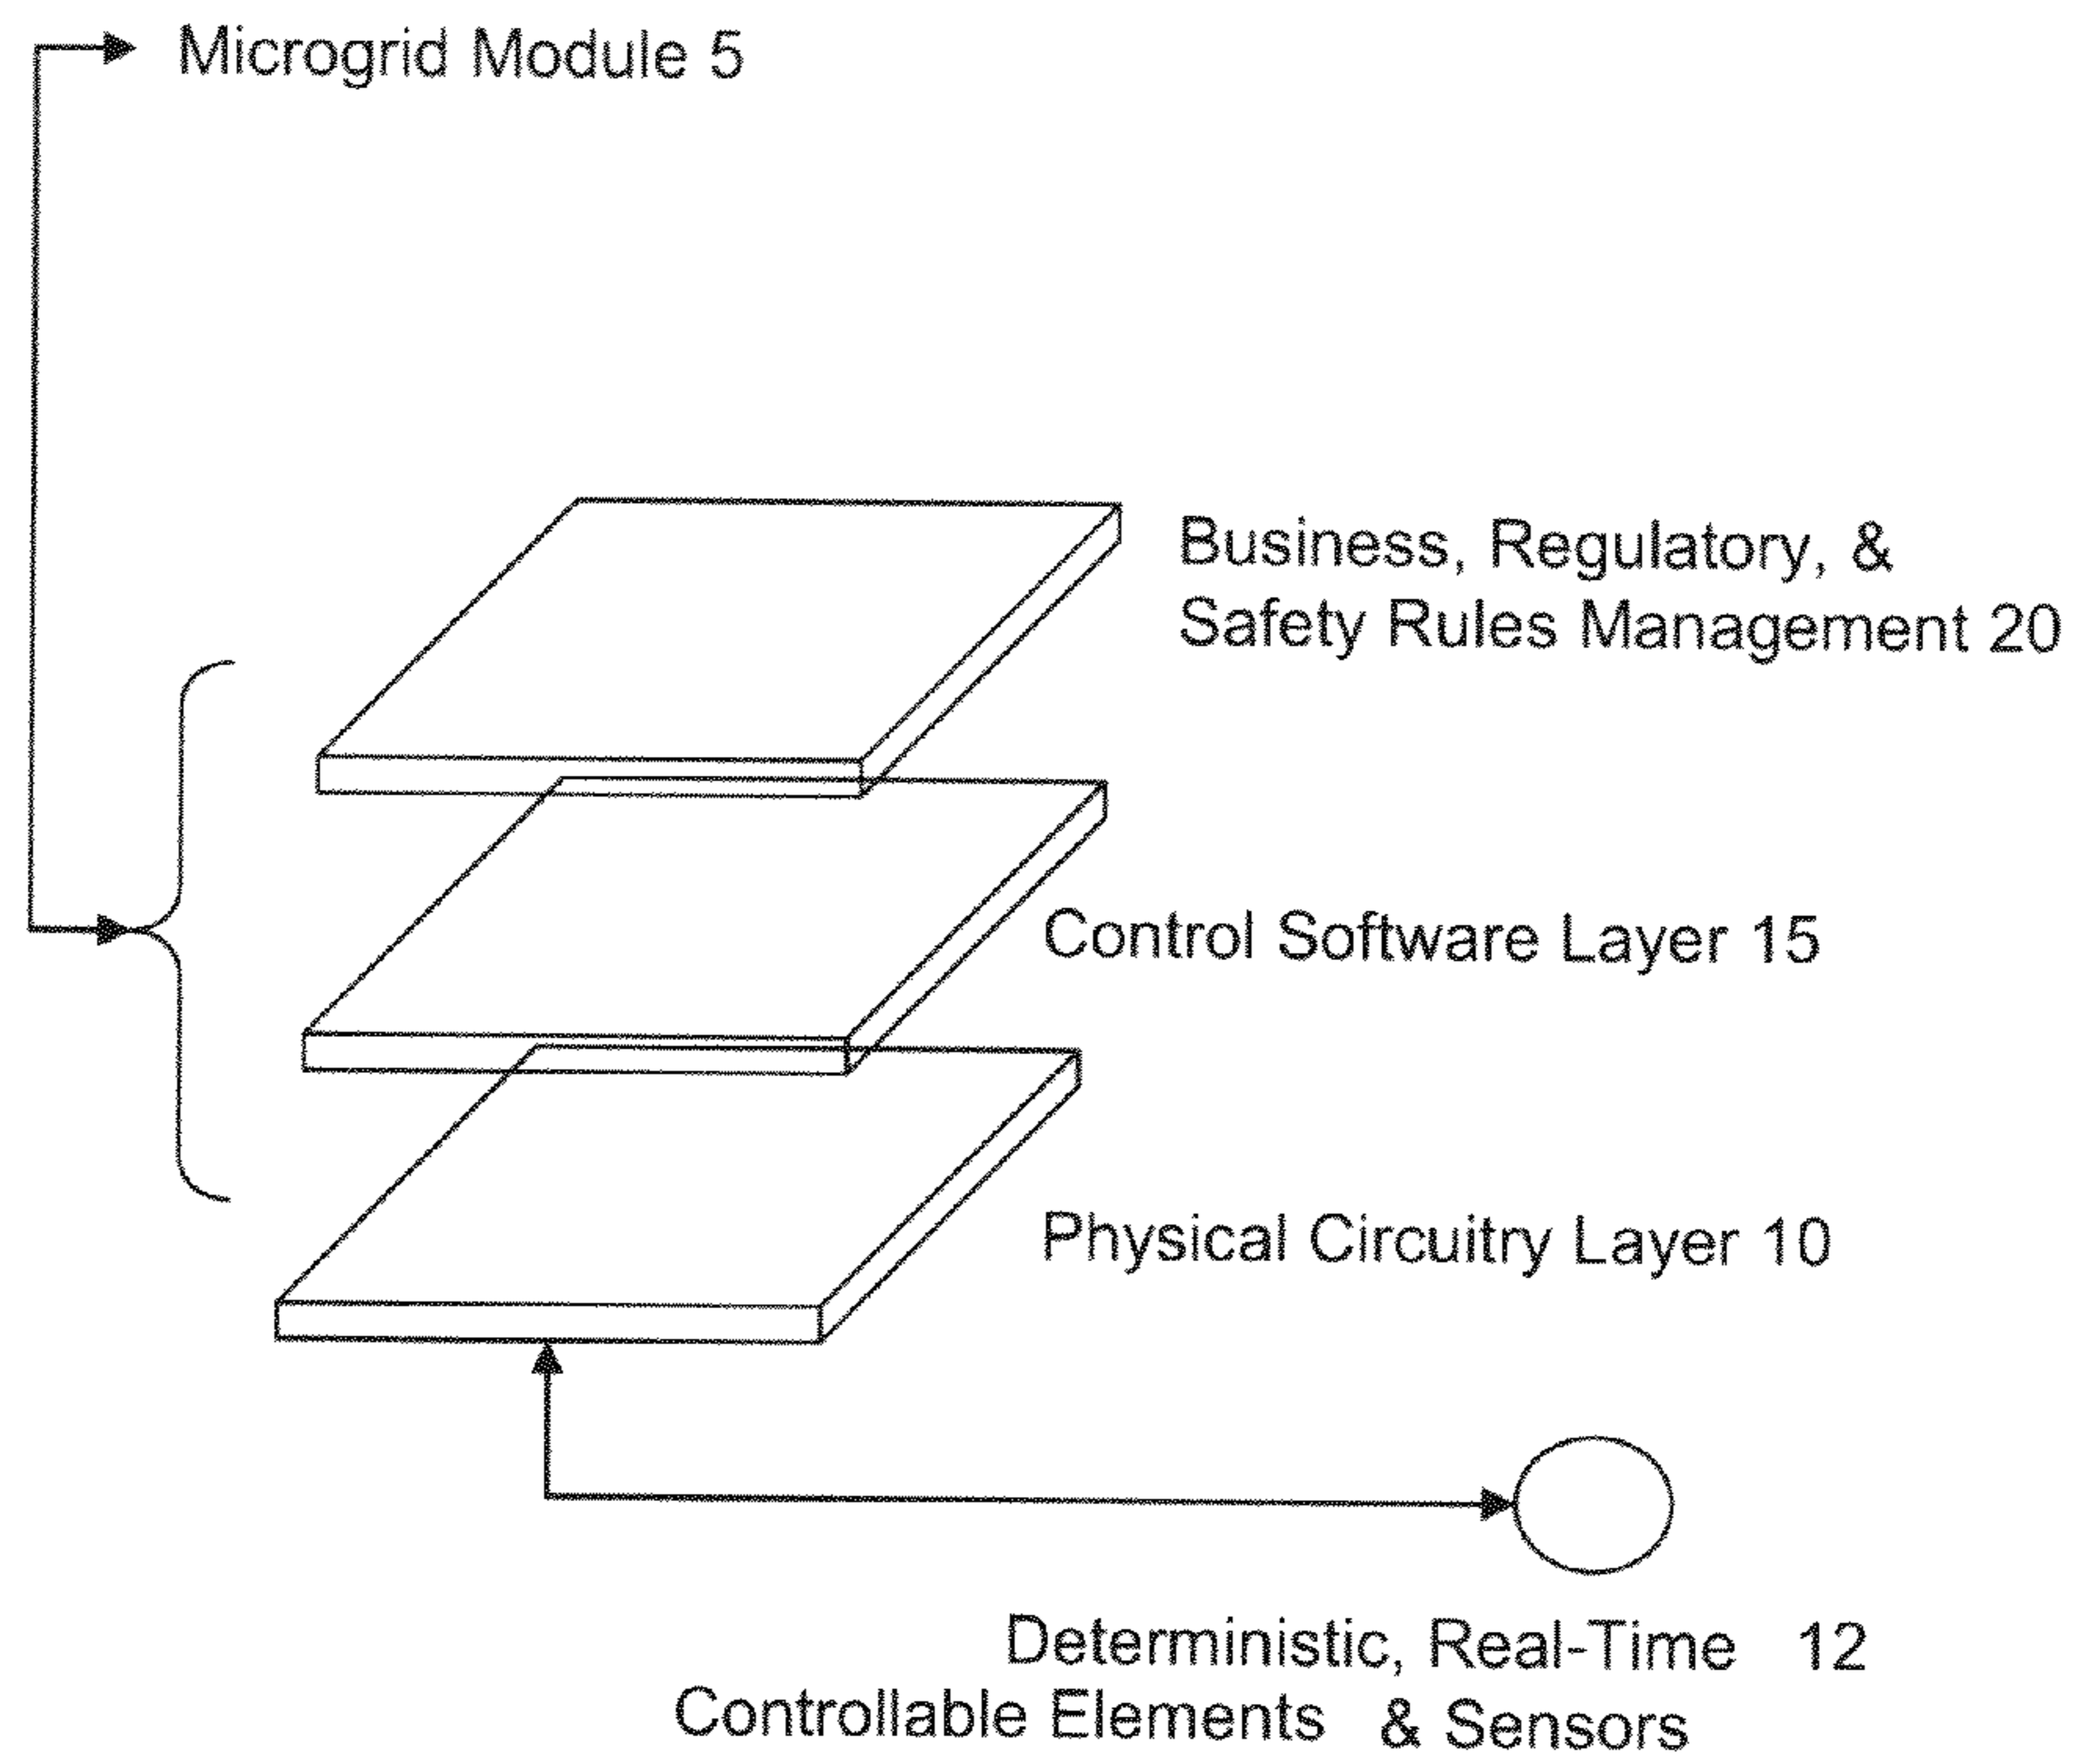 Microgrid Module 5
Business, Regulatory, &
Safety Rules Management 20
Control Software Layer 15
Physical Circuitry Layer 10
Deterministic, Real-Time 12
Controllable Elements & Sensors